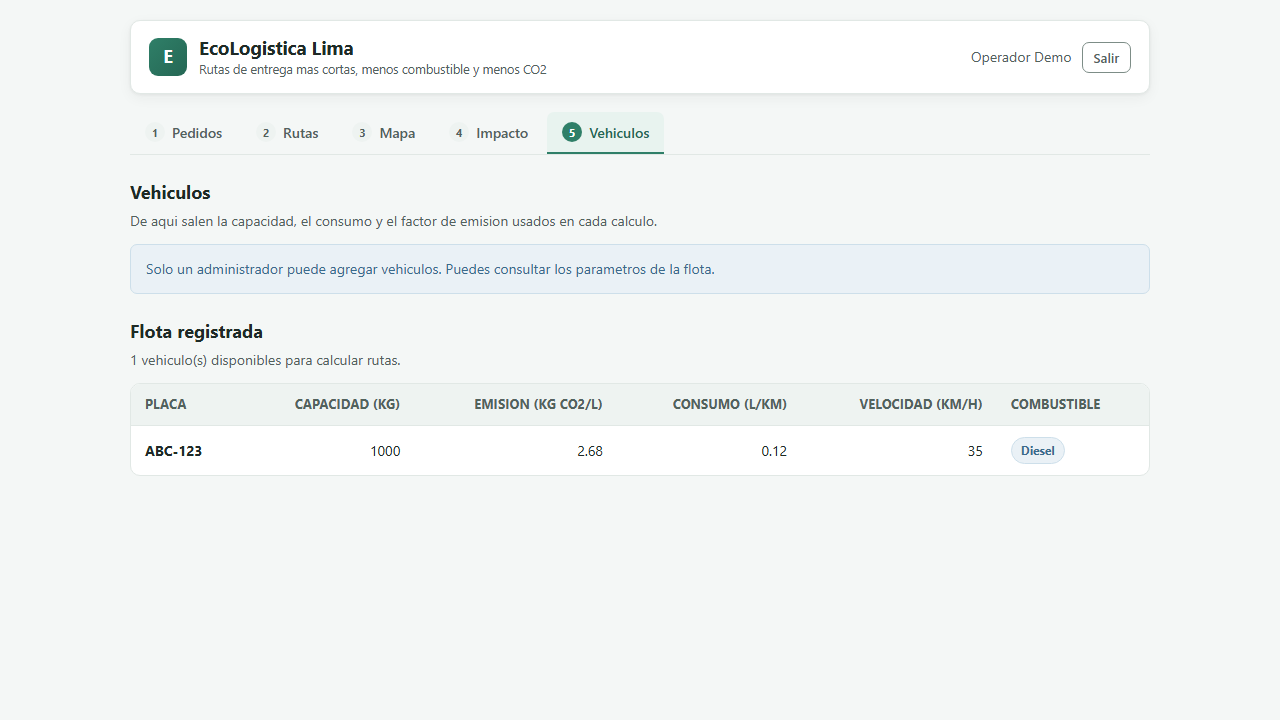 E
EcoLogistica Lima
Rutas de entrega mas cortas, menos combustible y menos CO2
Operador Demo
Salir
1 Pedidos
2 Rutas
3 Mapa
4 Impacto
5 Vehiculos
Vehiculos
De aqui salen la capacidad, el consumo y el factor de emision usados en cada calculo.
Solo un administrador puede agregar vehiculos. Puedes consultar los parametros de la flota.
Flota registrada
1 vehiculo(s) disponibles para calcular rutas.
PLACA CAPACIDAD (KG) EMISION (KG CO2/L) CONSUMO (L/KM) VELOCIDAD (KM/H) COMBUSTIBLE
ABC-123 1000 2.68 0.12 35 Diesel